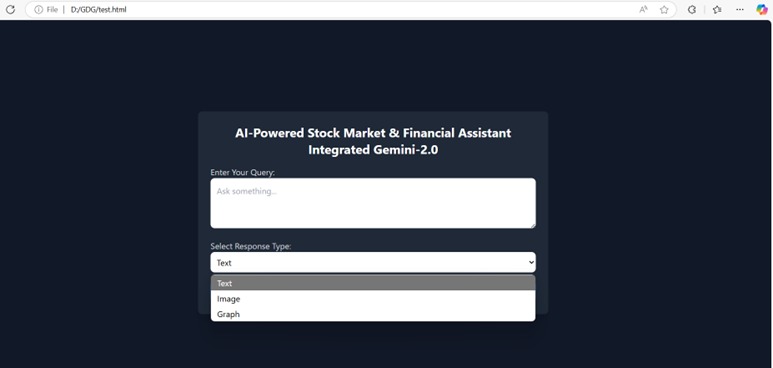 File
D:/GDG/test.html
AI-Powered Stock Market & Financial Assistant
Integrated Gemini-2.0
Enter Your Query:
Ask something...
Select Response Type:
Text
Text
Image
Graph